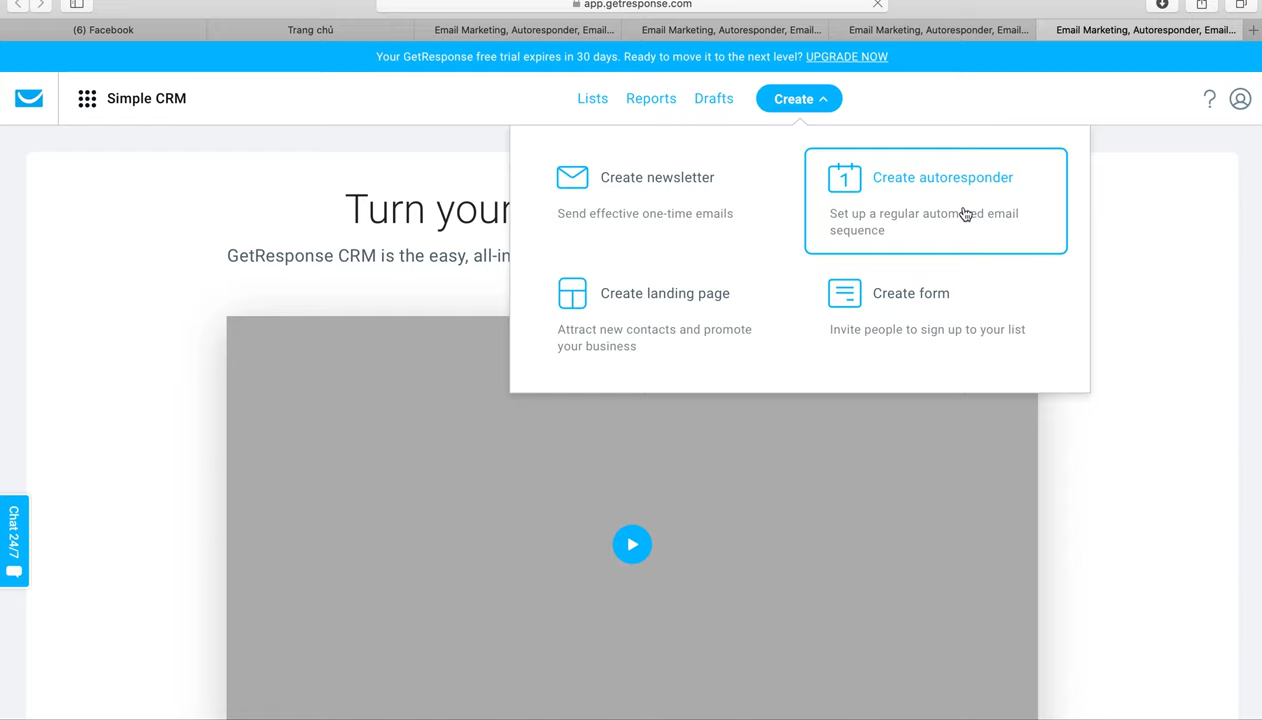 app.getresponse.com
(6) Facebook
Trang chủ
Email Marketing, Autoresponder, Email...
Email Marketing, Autoresponder, Email...
Email Marketing, Autoresponder, Email...
Email Marketing, Autoresponder, Email...
Your GetResponse free trial expires in 30 days. Ready to move it to the next level? UPGRADE NOW
Simple CRM
Lists
Reports
Drafts
Create
?
Create newsletter
Send effective one-time emails
1
Create autoresponder
Set up a regular automated email
sequence
Create landing page
Attract new contacts and promote
your business
Create form
Invite people to sign up to your list
Turn your
GetResponse CRM is the easy, all-in
Chat 24/7